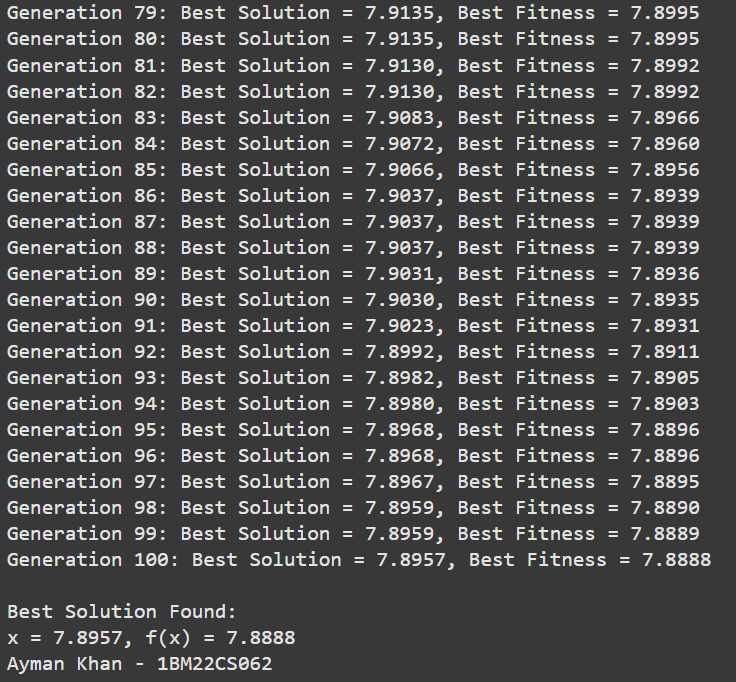 Generation 79: Best Solution = 7.9135, Best Fitness = 7.8995
Generation 80: Best Solution = 7.9135, Best Fitness = 7.8995
Generation 81: Best Solution = 7.9130, Best Fitness = 7.8992
Generation 82: Best Solution = 7.9130, Best Fitness = 7.8992
Generation 83: Best Solution = 7.9083, Best Fitness = 7.8966
Generation 84: Best Solution = 7.9072, Best Fitness = 7.8960
Generation 85: Best Solution = 7.9066, Best Fitness = 7.8956
Generation 86: Best Solution = 7.9037, Best Fitness = 7.8939
Generation 87: Best Solution = 7.9037, Best Fitness = 7.8939
Generation 88: Best Solution = 7.9037, Best Fitness = 7.8939
Generation 89: Best Solution = 7.9031, Best Fitness = 7.8936
Generation 90: Best Solution = 7.9030, Best Fitness = 7.8935
Generation 91: Best Solution = 7.9023, Best Fitness = 7.8931
Generation 92: Best Solution = 7.8992, Best Fitness = 7.8911
Generation 93: Best Solution = 7.8982, Best Fitness = 7.8905
Generation 94: Best Solution = 7.8980, Best Fitness = 7.8903
Generation 95: Best Solution = 7.8968, Best Fitness = 7.8896
Generation 96: Best Solution = 7.8968, Best Fitness = 7.8896
Generation 97: Best Solution = 7.8967, Best Fitness = 7.8895
Generation 98: Best Solution = 7.8959, Best Fitness = 7.8890
Generation 99: Best Solution = 7.8959, Best Fitness = 7.8889
Generation 100: Best Solution = 7.8957, Best Fitness = 7.8888
Best Solution Found:
x = 7.8957, f(x) = 7.8888
Ayman Khan - 1BM22CS062